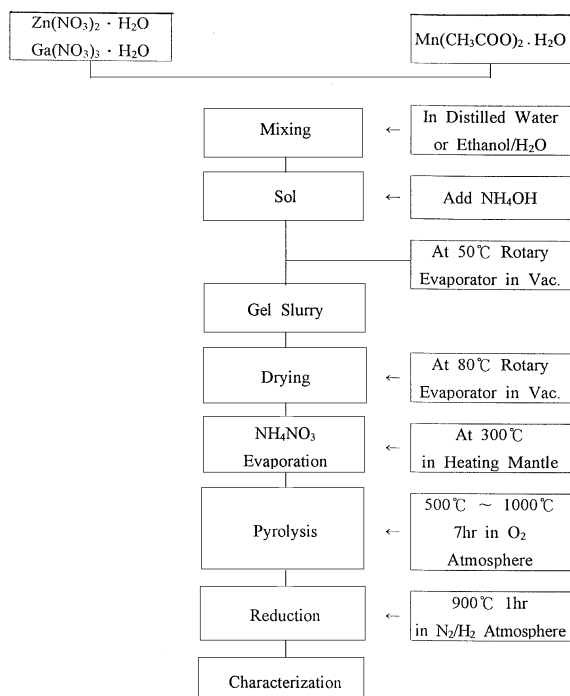 Zn(NO₃)₂ · H₂O
Ga(NO₃)₃ · H₂O
Mn(CH₃COO)₂ . H₂O
Mixing
←
In Distilled Water
or Ethanol/H₂O
Sol
←
Add NH₄OH
At 50℃ Rotary
Evaporator in Vac.
Gel Slurry
Drying
←
At 80℃ Rotary
Evaporator in Vac.
NH₄NO₃
Evaporation
←
At 300℃
in Heating Mantle
Pyrolysis
←
500℃ ~ 1000℃
7hr in O₂
Atmosphere
Reduction
←
900℃ 1hr
in N₂/H₂ Atmosphere
Characterization